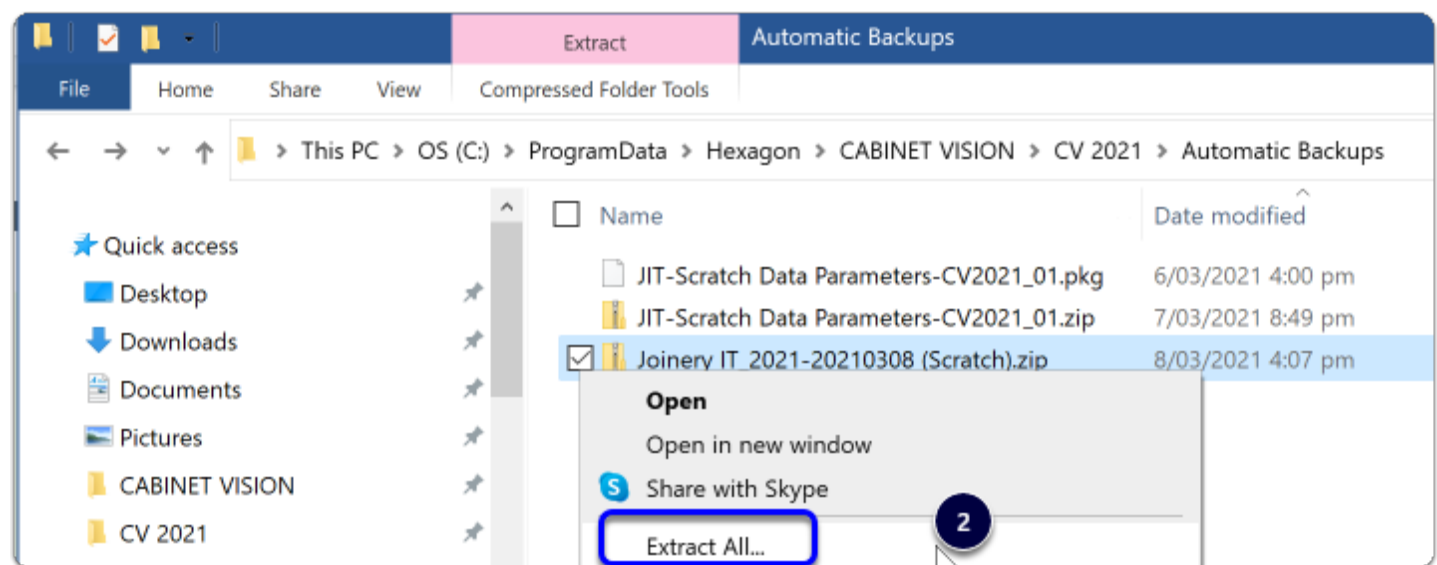 Extract Automatic Backups
File Home Share View Compressed Folder Tools
This PC > OS (C:) > ProgramData > Hexagon > CABINET VISION > CV 2021 > Automatic Backups
Name Date modified
Quick access
JIT-Scratch Data Parameters-CV2021_01.pkg 6/03/2021 4:00 pm
Desktop
JIT-Scratch Data Parameters-CV2021_01.zip 7/03/2021 8:49 pm
Downloads
Joinery IT_2021-20210308 (Scratch).zip 8/03/2021 4:07 pm
Documents
Open
Pictures
Open in new window
CABINET VISION
S Share with Skype
CV 2021
2
Extract All...